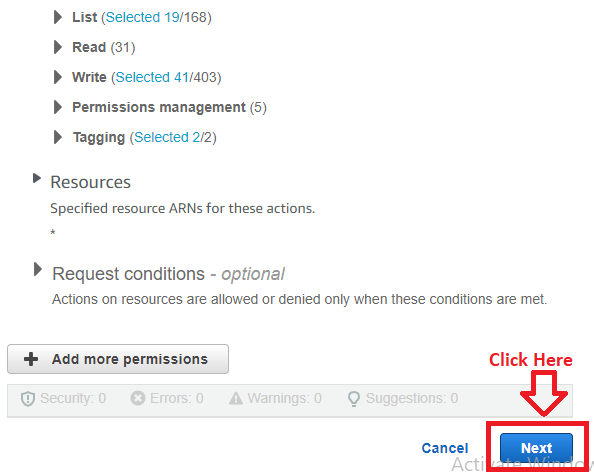 List (Selected 19/168)
Read (31)
Write (Selected 41/403)
Permissions management (5)
Tagging (Selected 2/2)
Resources
Specified resource ARNs for these actions.
*
Request conditions - optional
Actions on resources are allowed or denied only when these conditions are met.
Add more permissions
Click Here
Security: 0 Errors: 0 Warnings: 0 Suggestions: 0
Cancel Next
Activate Window